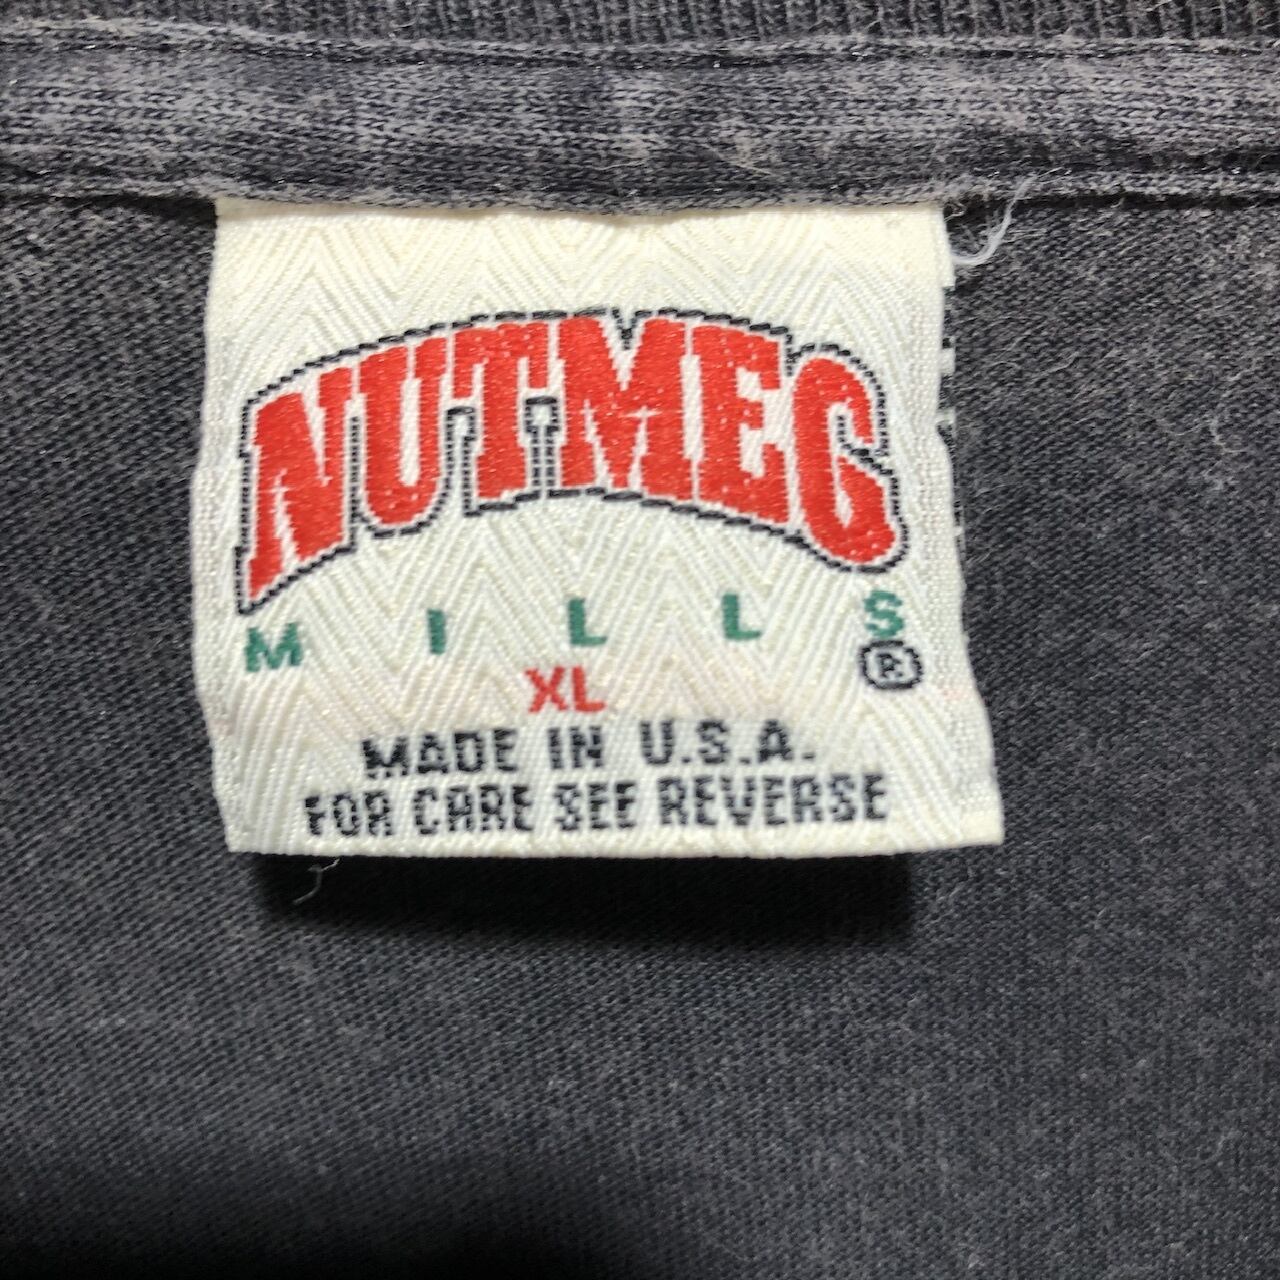 NUTMEG
MILLS
®
XL
MADE IN U.S.A.
FOR CARE SEE REVERSE